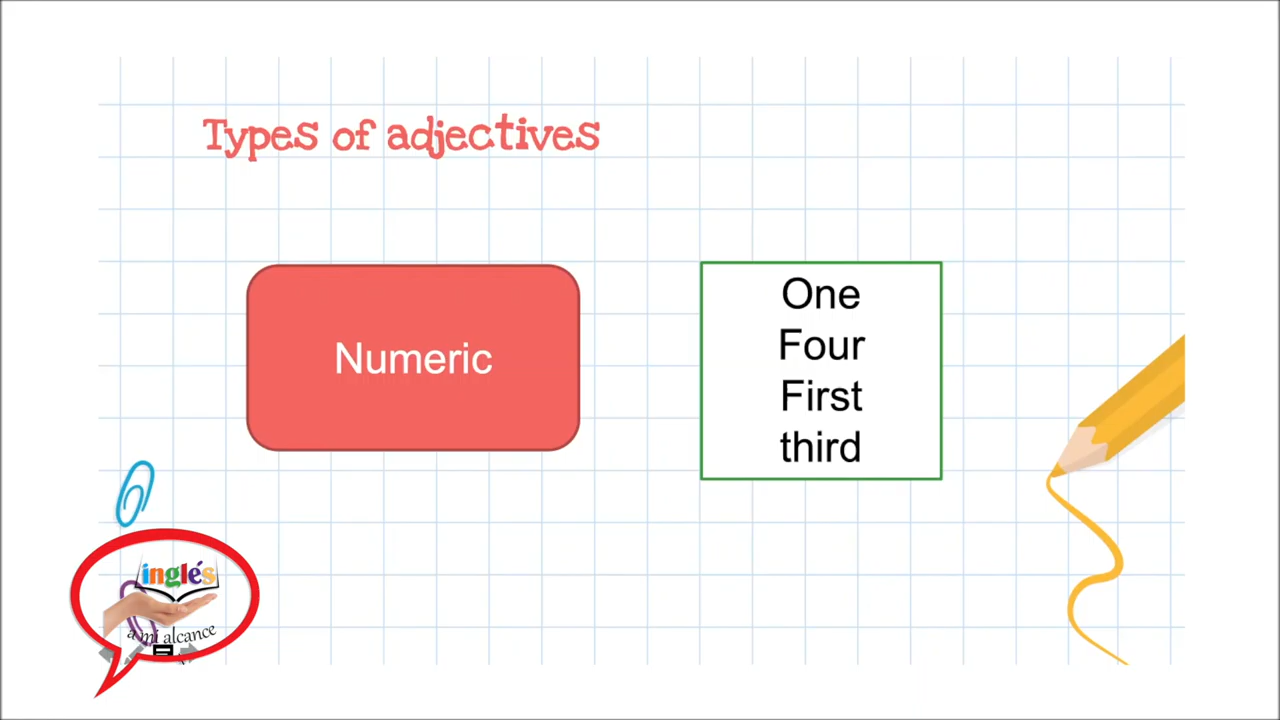 Types of adjectives
Numeric
One
Four
First
third
inglés
a mi alcance